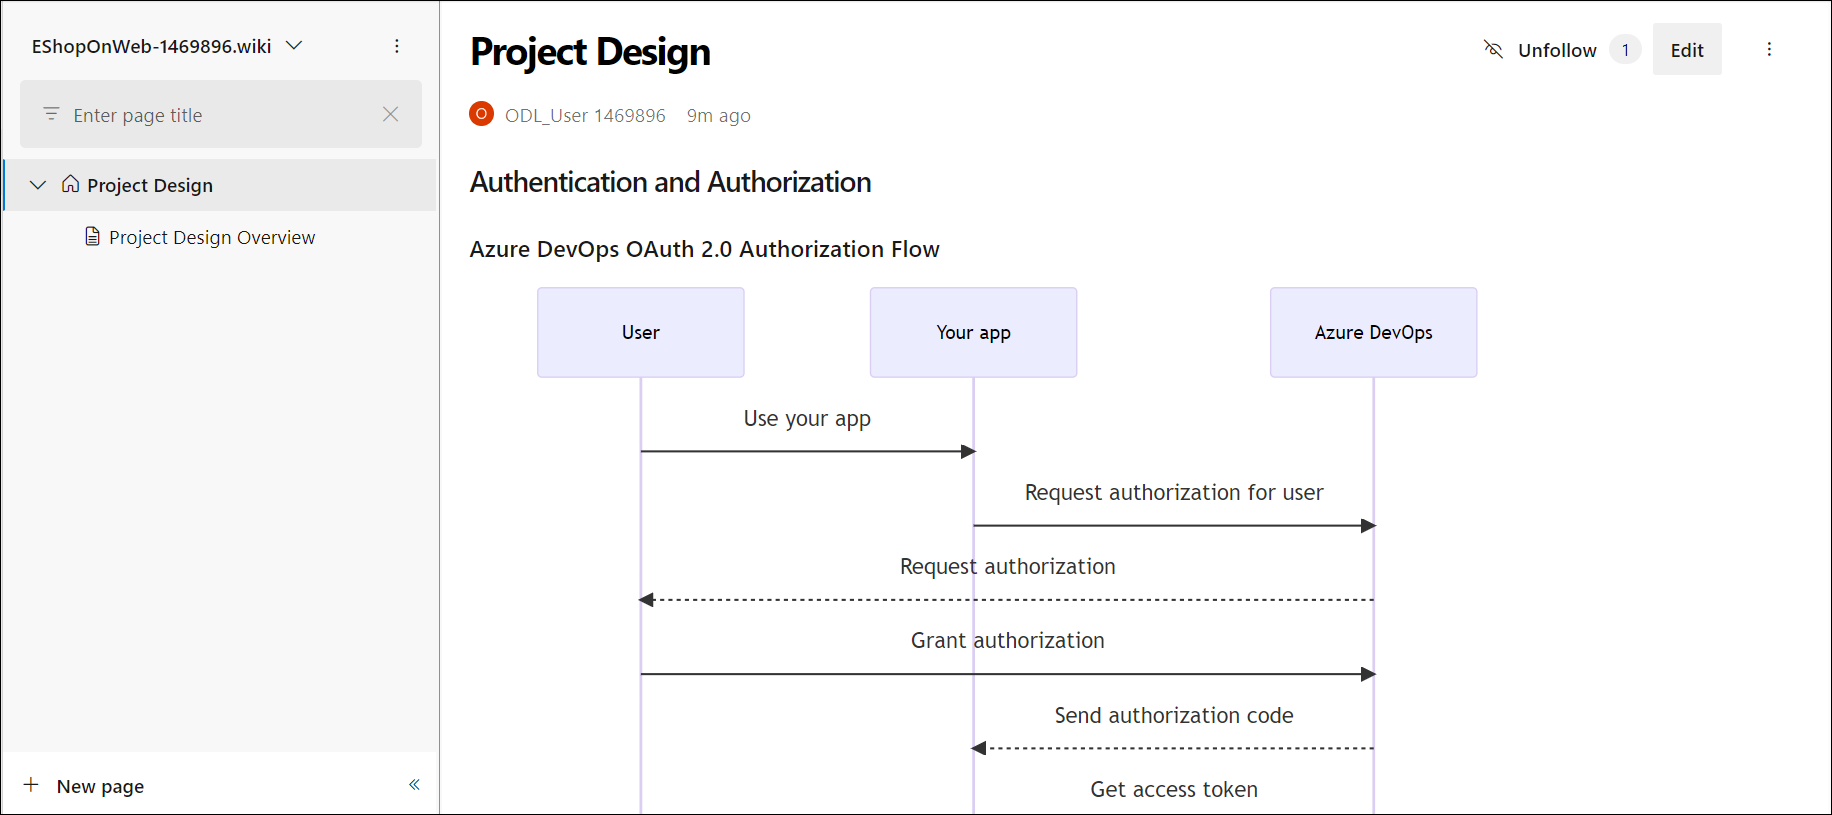 EShopOnWeb-1469896.wiki
Enter page title
Project Design
Project Design Overview
New page
Project Design
Unfollow 1 Edit
O ODL_User 1469896 9m ago
Authentication and Authorization
Azure DevOps OAuth 2.0 Authorization Flow
User Your app Azure DevOps
Use your app
Request authorization for user
Request authorization
Grant authorization
Send authorization code
Get access token